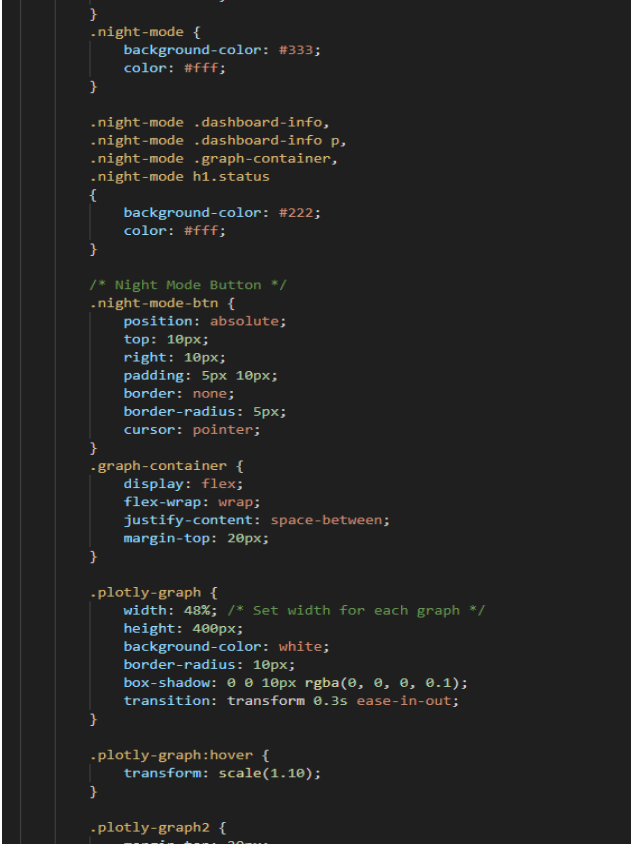 }
.night-mode {
background-color: #333;
color: #fff;
}
.night-mode .dashboard-info,
.night-mode .dashboard-info p,
.night-mode .graph-container,
.night-mode h1.status
{
background-color: #222;
color: #fff;
}
/* Night Mode Button */
.night-mode-btn {
position: absolute;
top: 10px;
right: 10px;
padding: 5px 10px;
border: none;
border-radius: 5px;
cursor: pointer;
}
.graph-container {
display: flex;
flex-wrap: wrap;
justify-content: space-between;
margin-top: 20px;
}
.plotly-graph {
width: 48%; /* Set width for each graph */
height: 400px;
background-color: white;
border-radius: 10px;
box-shadow: 0 0 10px rgba(0, 0, 0, 0.1);
transition: transform 0.3s ease-in-out;
}
.plotly-graph:hover {
transform: scale(1.10);
}
.plotly-graph2 {